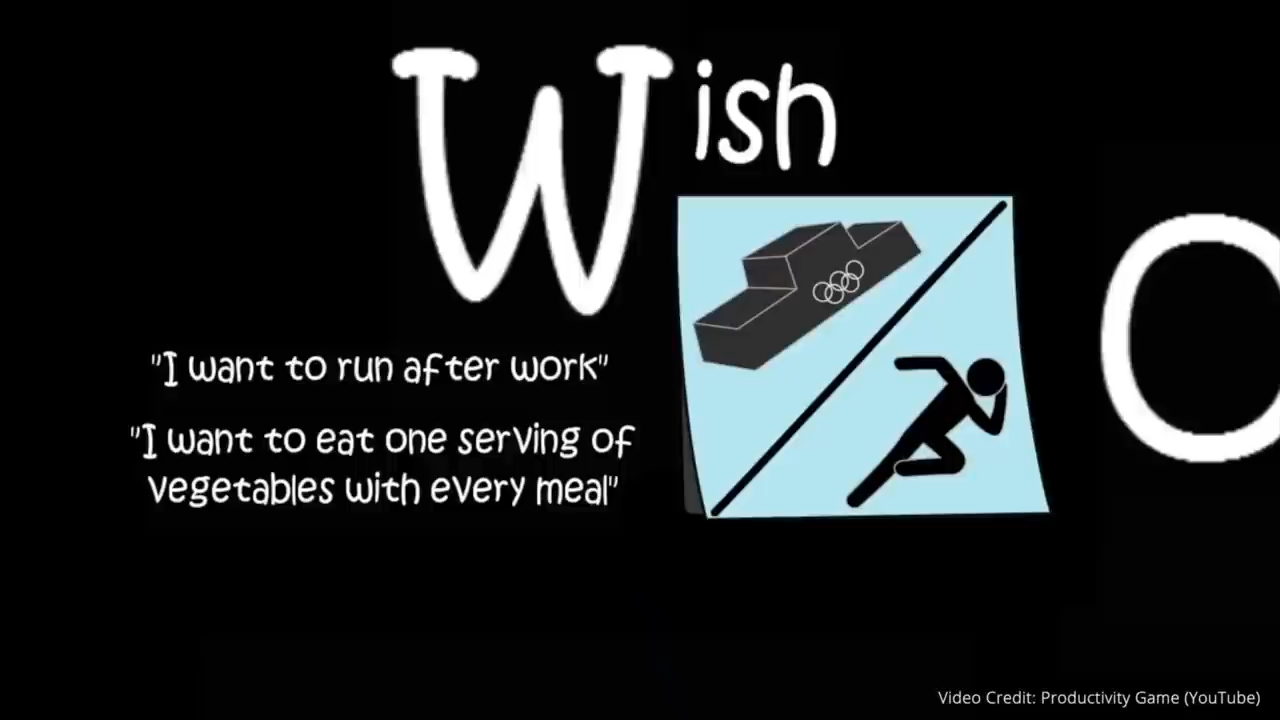 Wish
O
"I want to run after work"
"I want to eat one serving of
vegetables with every meal"
Video Credit: Productivity Game (YouTube)